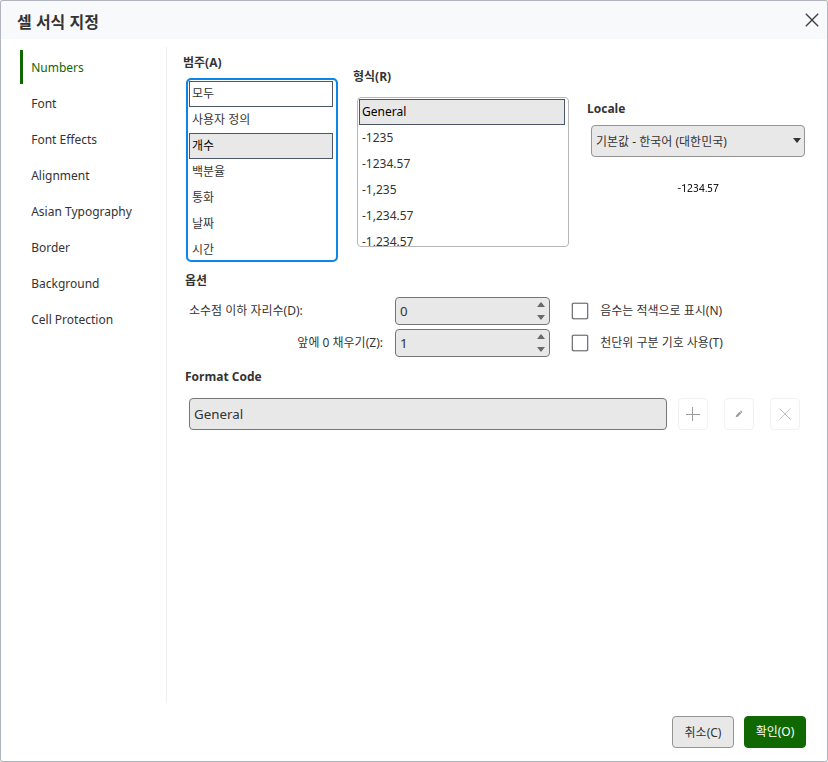 셀 서식 지정
Numbers
Font
Font Effects
Alignment
Asian Typography
Border
Background
Cell Protection
범주(A)
모두
사용자 정의
개수
백분율
통화
날짜
시간
형식(R)
General
-1235
-1234.57
-1,235
-1,234.57
-1,234.57
Locale
기본값 - 한국어 (대한민국)
-1234.57
옵션
소수점 이하 자리수(D):
0
음수는 적색으로 표시(N)
앞에 0 채우기(Z):
1
천단위 구분 기호 사용(T)
Format Code
General
취소(C)
확인(O)